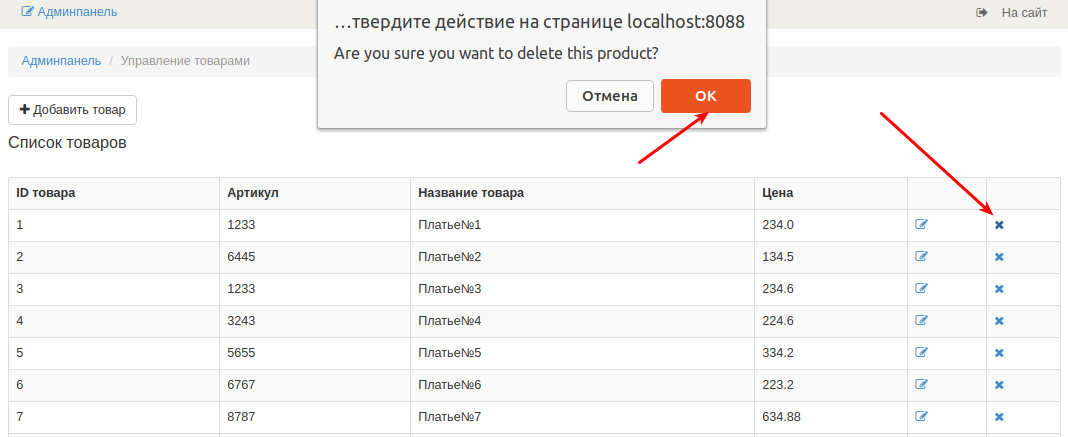 Админпанель
На сайт
…твердите действие на странице localhost:8088
Are you sure you want to delete this product?
Отмена
OK
Админпанель / Управление товарами
Добавить товар
Список товаров
ID товара Артикул Название товара Цена
1 1233 Платье№1 234.0
2 6445 Платье№2 134.5
3 1233 Платье№3 234.6
4 3243 Платье№4 224.6
5 5655 Платье№5 334.2
6 6767 Платье№6 223.2
7 8787 Платье№7 634.88